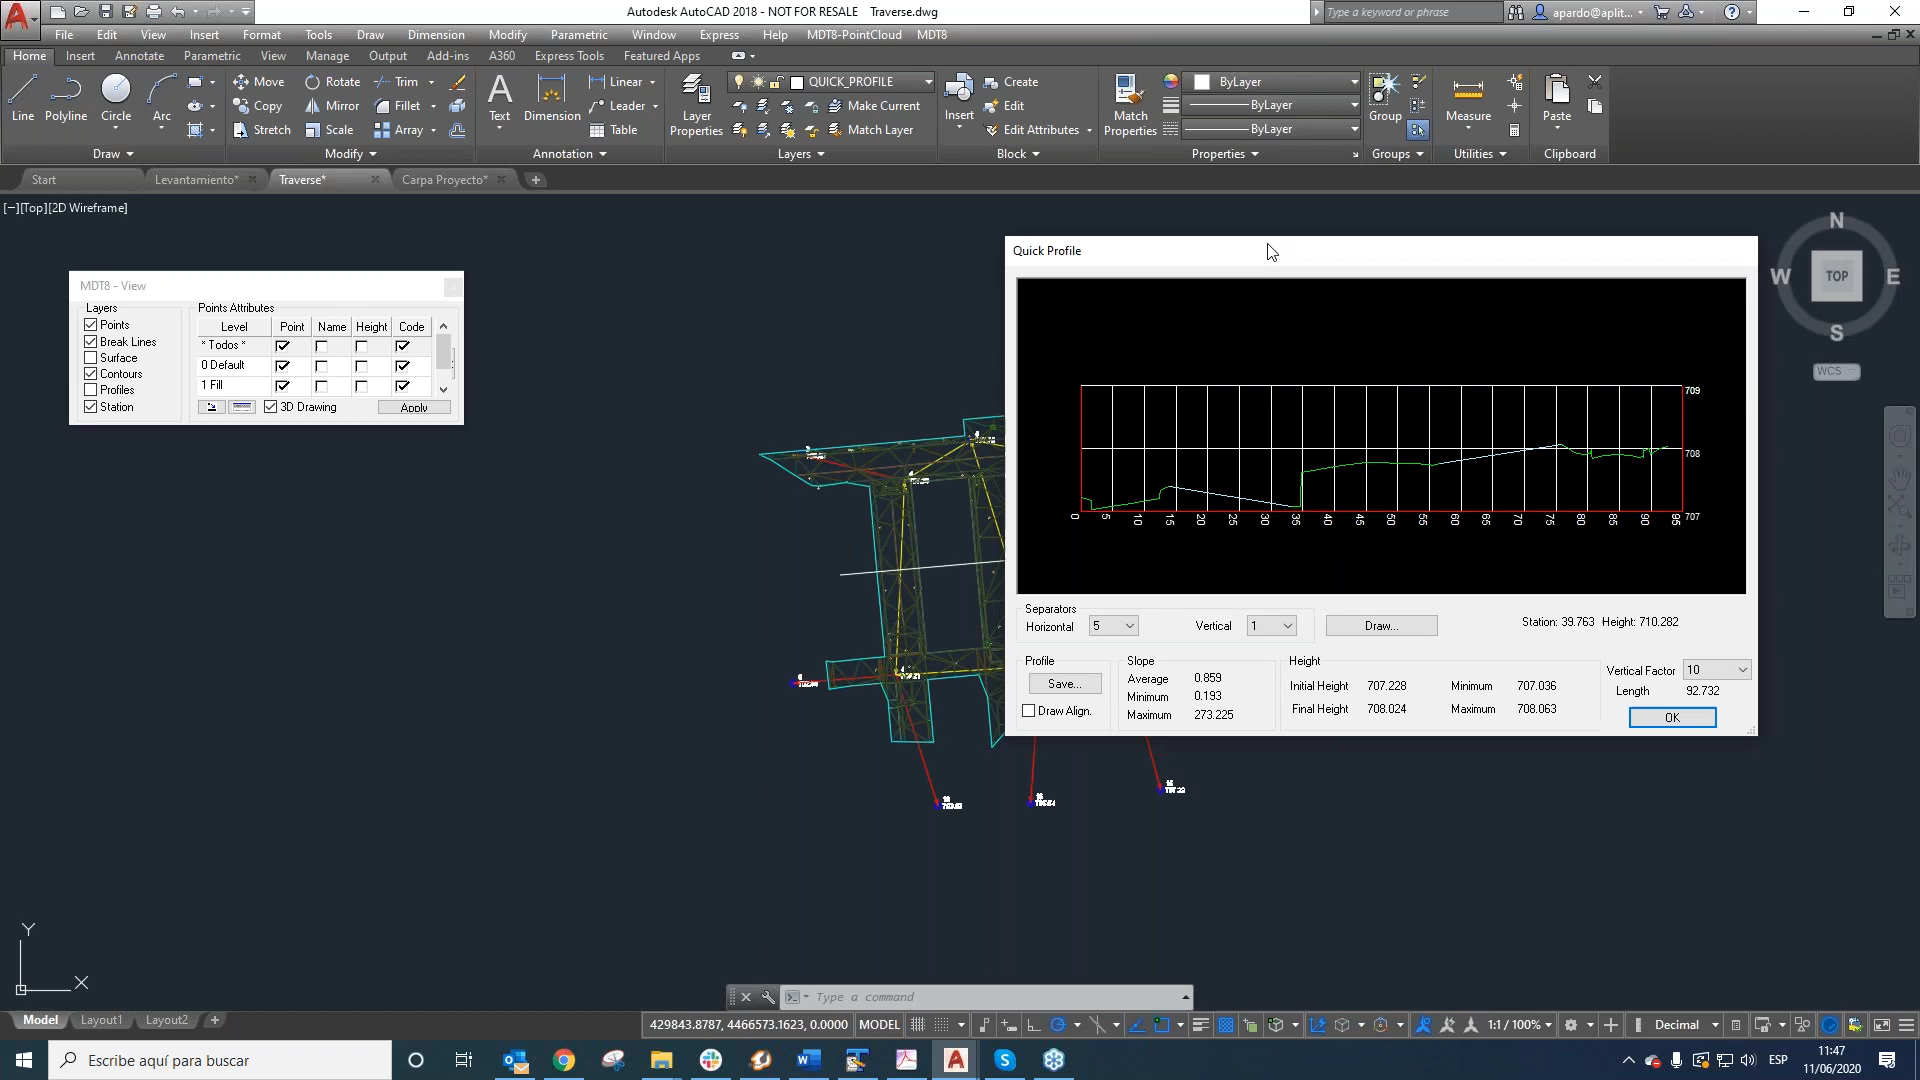 Autodesk AutoCAD 2018 - NOT FOR RESALE Traverse.dwg
Type a keyword or phrase
apardo@aplit...
File Edit View Insert Format Tools Draw Dimension Modify Parametric Window Express Help MDT8-PointCloud MDT8
Home Insert Annotate Parametric View Manage Output Add-ins A360 Express Tools Featured Apps
Line Polyline Circle Arc
Move Rotate Trim
Copy Mirror Fillet
Stretch Scale Array
Text Dimension
Linear
Leader
Table
Layer Properties
QUICK_PROFILE
Make Current
Match Layer
Insert
Create
Edit
Edit Attributes
Match Properties
ByLayer
ByLayer
ByLayer
Group
Measure
Paste
Draw Modify Annotation Layers Block Properties Groups Utilities Clipboard
Start Levantamiento* Traverse* Carpa Proyecto*
[−][Top][2D Wireframe]
MDT8 - View
Layers
Points
Break Lines
Surface
Contours
Profiles
Station
Points Attributes
Level Point Name Height Code
* Todos *
0 Default
1 Fill
3D Drawing
Apply
Quick Profile
709
708
707
0 5 10 15 20 25 30 35 40 45 50 55 60 65 70 75 80 85 90 95
Separators
Horizontal 5
Vertical 1
Draw...
Station: 39.763 Height: 710.282
Profile
Save...
Draw Align.
Slope
Average 0.859
Minimum 0.193
Maximum 273.225
Height
Initial Height 707.228 Minimum 707.036
Final Height 708.024 Maximum 708.063
Vertical Factor 10
Length 92.732
OK
N
W TOP E
S
WCS
Y
X
Type a command
Model Layout1 Layout2
429843.8787, 4466573.1623, 0.0000 MODEL
1:1 / 100%
Decimal
Escribe aquí para buscar
ESP
11:47
11/06/2020